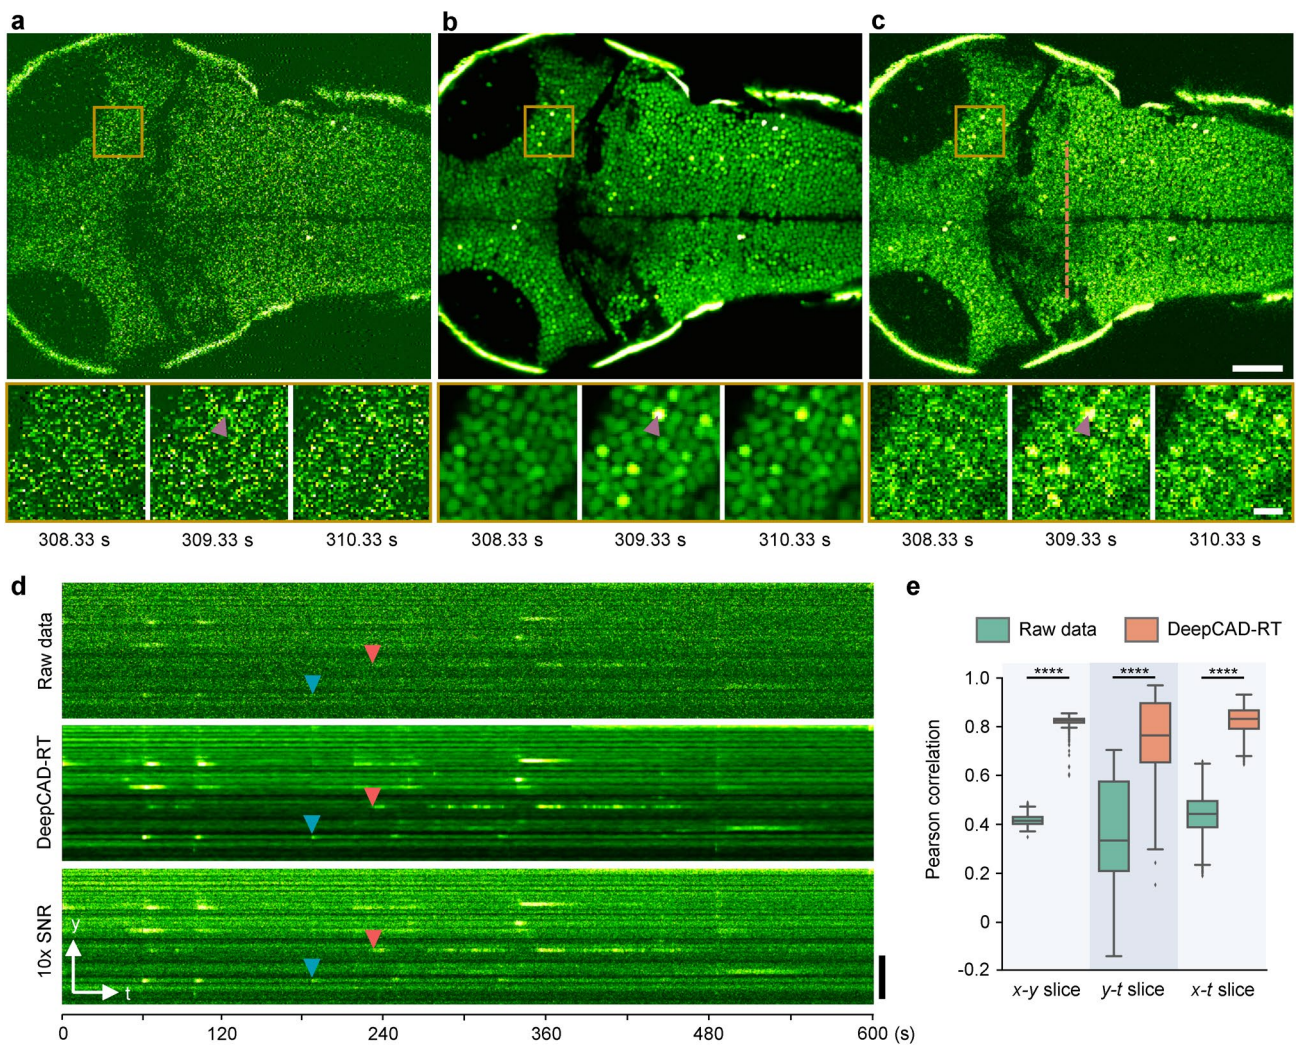 a
b
c
308.33 s
309.33 s
310.33 s
308.33 s
309.33 s
310.33 s
308.33 s
309.33 s
310.33 s
d
Raw data
DeepCAD-RT
10x SNR
y
t
0
120
240
360
480
600 (s)
e
Raw data
DeepCAD-RT
**** **** ****
Pearson correlation
1.0
0.8
0.6
0.4
0.2
0
-0.2
x-y slice
y-t slice
x-t slice